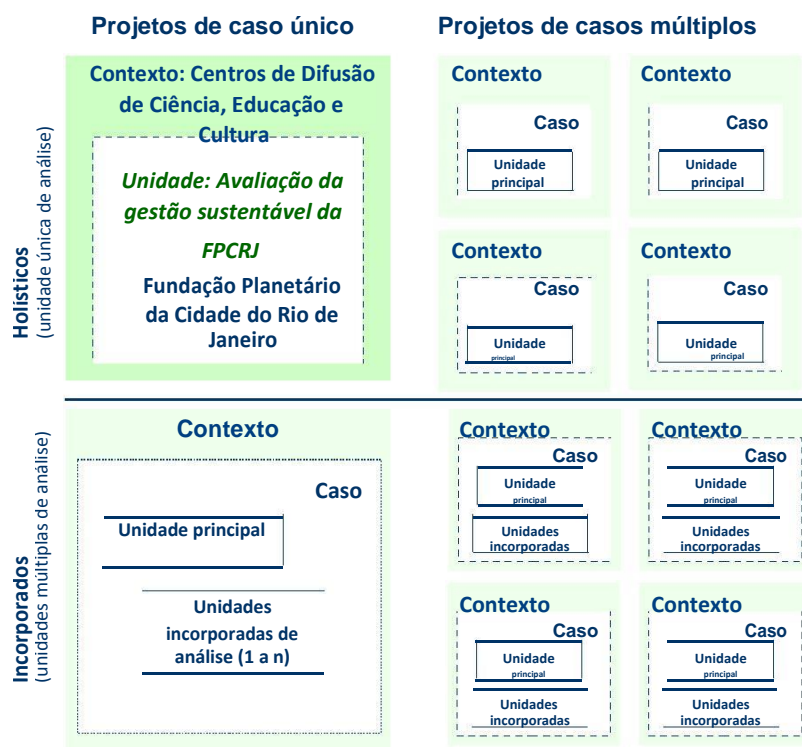 Projetos de caso único
Projetos de casos múltiplos
Holísticos
(unidade única de análise)
Contexto: Centros de Difusão
de Ciência, Educação e
Cultura
Unidade: Avaliação da
gestão sustentável da
FPCRJ
Fundação Planetário
da Cidade do Rio de
Janeiro
Contexto
Caso
Unidade
principal
Contexto
Caso
Unidade
principal
Contexto
Caso
Unidade
principal
Contexto
Caso
Unidade
principal
Incorporados
(unidades múltiplas de análise)
Contexto
Caso
Unidade principal
Unidades
incorporadas de
análise (1 a n)
Contexto
Caso
Unidade
principal
Unidades
incorporadas
Contexto
Caso
Unidade
principal
Unidades
incorporadas
Contexto
Caso
Unidade
principal
Unidades
incorporadas
Contexto
Caso
Unidade
principal
Unidades
incorporadas